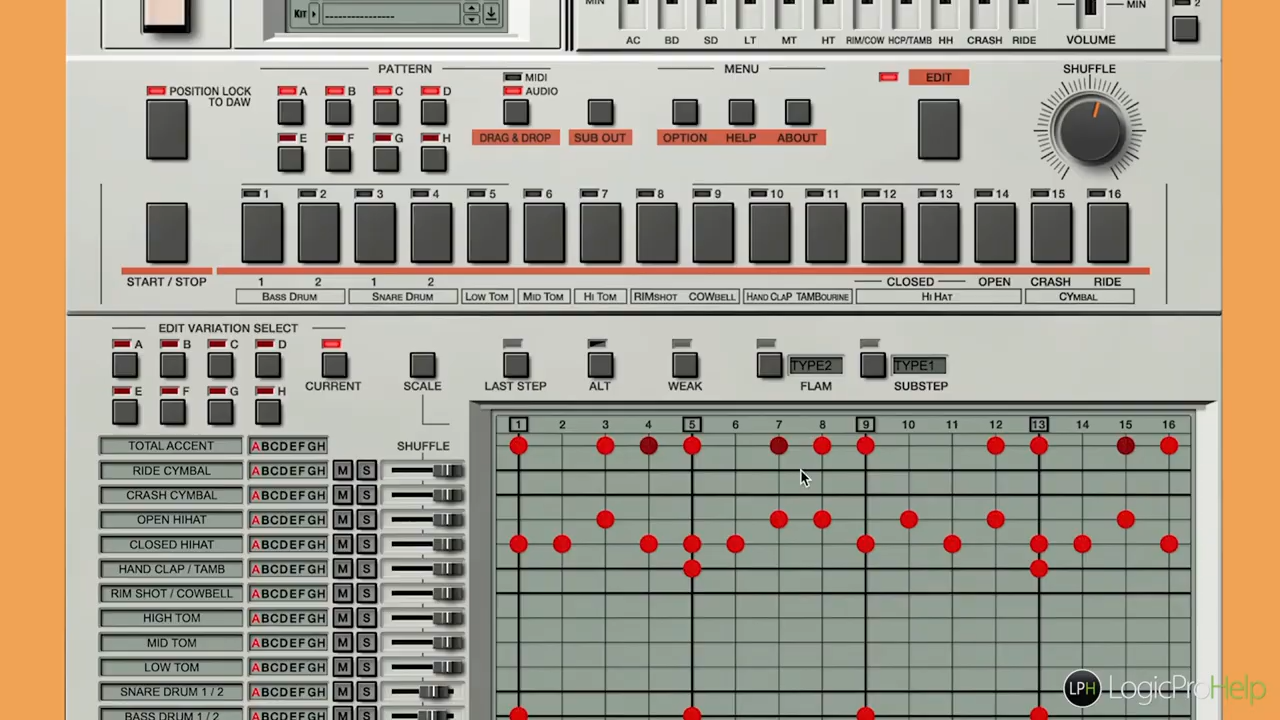 KIT
MIN
MIN
2
AC BD SD LT MT HT RIM/COW HCP/TAMB HH CRASH RIDE VOLUME
PATTERN MENU SHUFFLE
MIDI
EDIT
POSITION LOCK TO DAW
A B C D AUDIO
E F G H
DRAG & DROP SUB OUT OPTION HELP ABOUT
1 2 3 4 5 6 7 8 9 10 11 12 13 14 15 16
START / STOP 1 2 1 2 CLOSED OPEN CRASH RIDE
BASS DRUM SNARE DRUM LOW TOM MID TOM HI TOM RIMSHOT COWBELL HAND CLAP TAMBOURINE HI HAT CYMBAL
EDIT VARIATION SELECT
A B C D
TYPE2 TYPE1
CURRENT SCALE LAST STEP ALT WEAK FLAM SUBSTEP
E F G H
1 2 3 4 5 6 7 8 9 10 11 12 13 14 15 16
TOTAL ACCENT ABCDEFGH SHUFFLE
RIDE CYMBAL ABCDEFGH M S
CRASH CYMBAL ABCDEFGH M S
OPEN HIHAT ABCDEFGH M S
CLOSED HIHAT ABCDEFGH M S
HAND CLAP / TAMB ABCDEFGH M S
RIM SHOT / COWBELL ABCDEFGH M S
HIGH TOM ABCDEFGH M S
MID TOM ABCDEFGH M S
LOW TOM ABCDEFGH M S
SNARE DRUM 1 / 2 ABCDEFGH M S
BASS DRUM 1 / 2 ABCDEFGH M S
LPH LogicProHelp